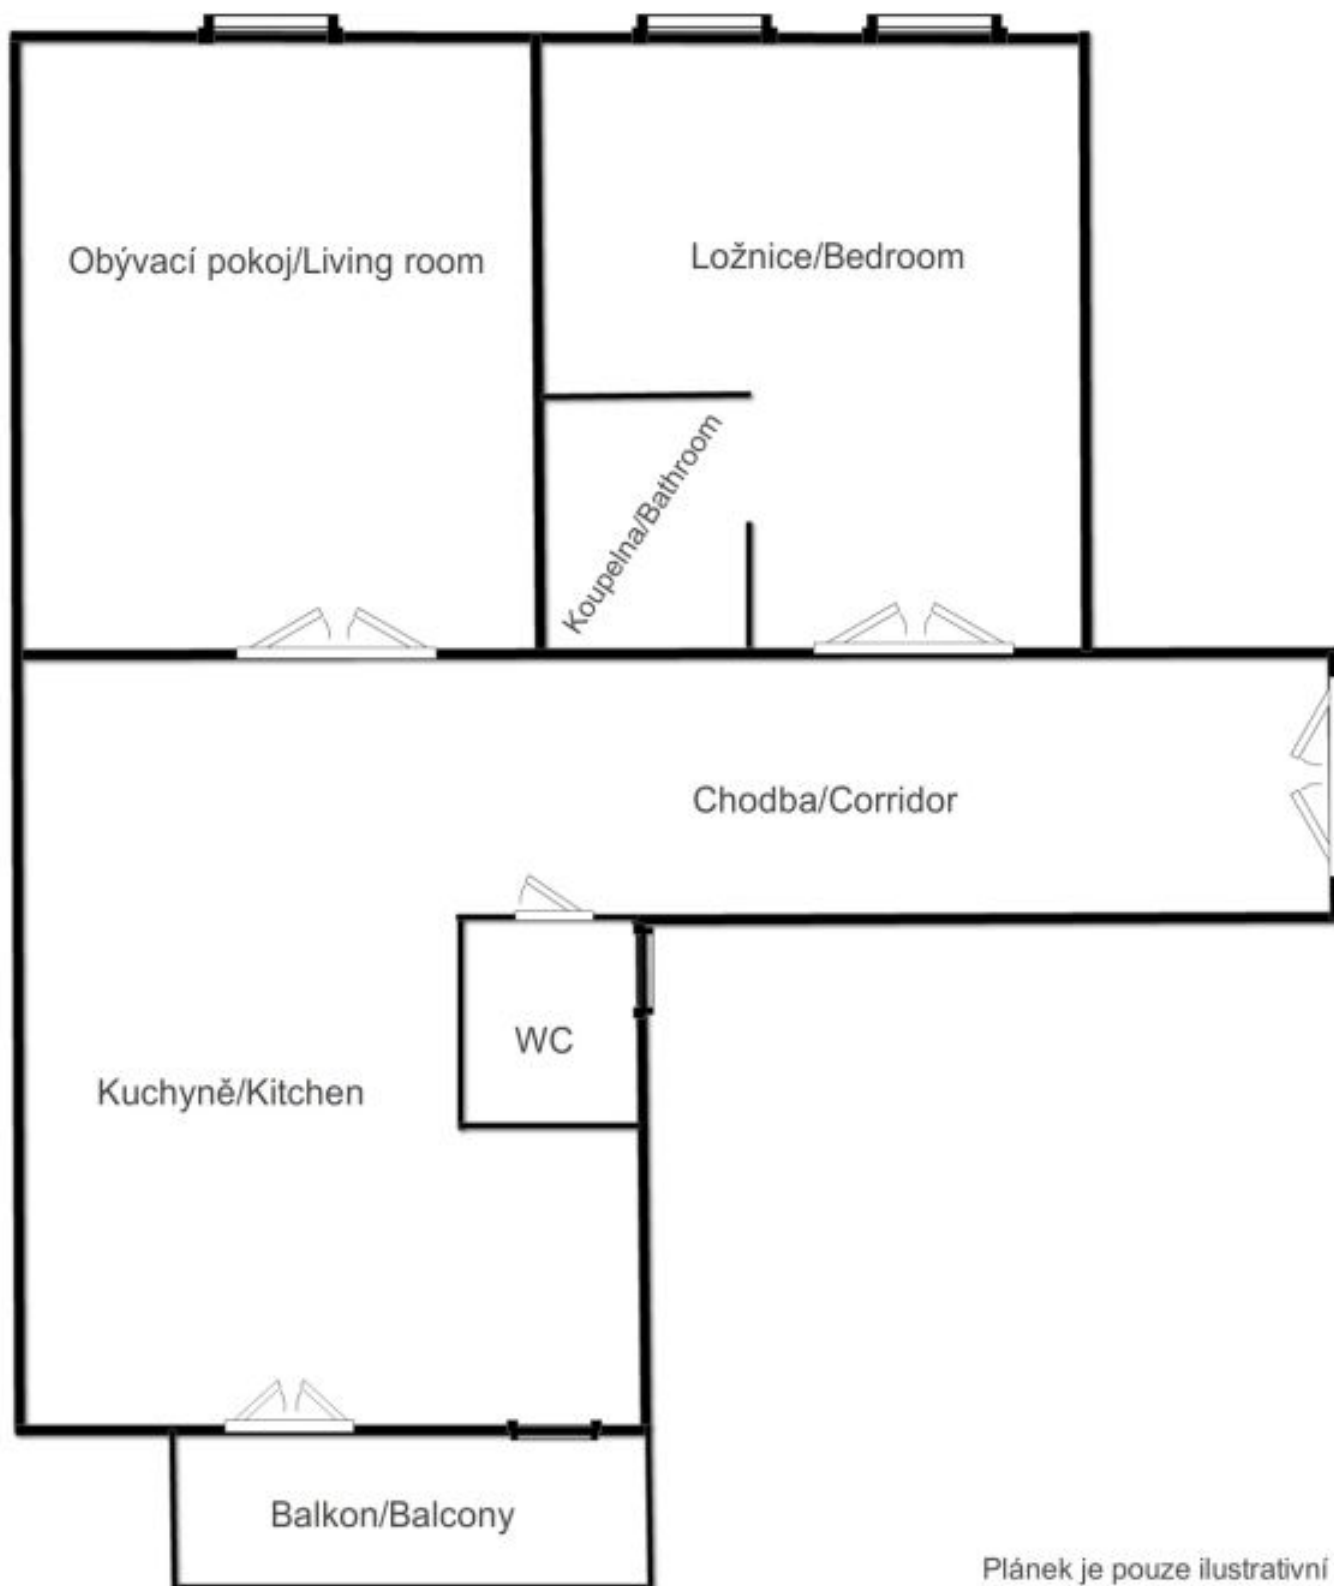 Obývací pokoj/Living room
Ložnice/Bedroom
Koupelna/Bathroom
Chodba/Corridor
WC
Kuchyně/Kitchen
Balkon/Balcony
Plánek je pouze ilustrativní